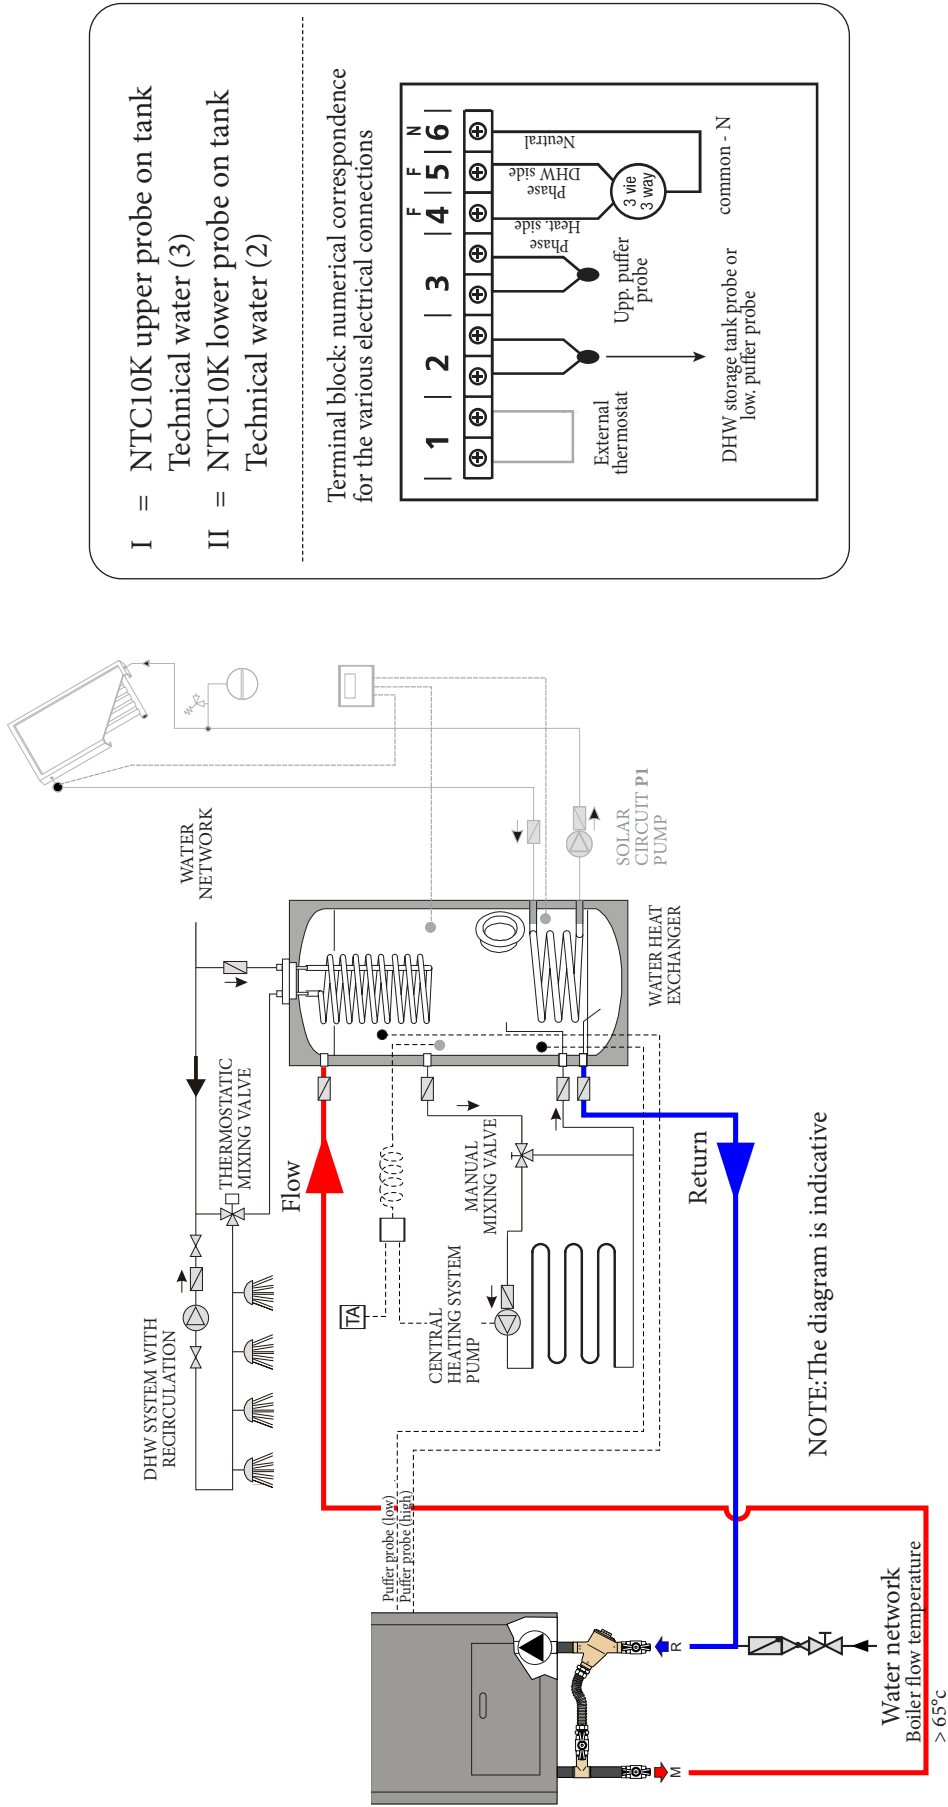 I = NTC10K upper probe on tank
Technical water (3)
II = NTC10K lower probe on tank
Technical water (2)
Terminal block: numerical correspondence
for the various electrical connections
F F N
1 2 3 4 5 6
Phase
Heat. side
Phase
DHW side
Neutral
3 vie
3 way
External
thermostat
Upp. puffer
probe
DHW storage tank probe or
low. puffer probe
common - N
WATER
NETWORK
THERMOSTATIC
MIXING VALVE
DHW SYSTEM WITH
RECIRCULATION
Flow
TA
CENTRAL
HEATING SYSTEM
PUMP
MANUAL
MIXING VALVE
SOLAR
CIRCUIT P1
PUMP
WATER HEAT
EXCHANGER
Return
Puffer probe (low)
Puffer probe (high)
M
R
NOTE:The diagram is indicative
Water network
Boiler flow temperature
> 65°c